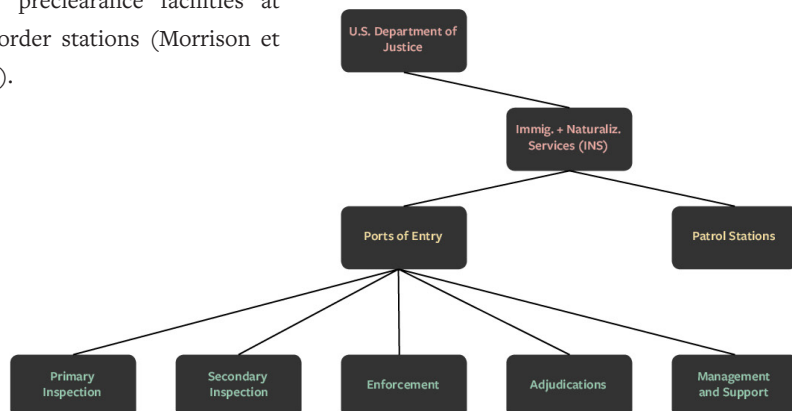 preclearance facilities at
order stations (Morrison et
).
U.S. Department of
Justice
Immig. + Naturaliz.
Services (INS)
Ports of Entry
Patrol Stations
Primary
Inspection
Secondary
Inspection
Enforcement
Adjudications
Management
and Support